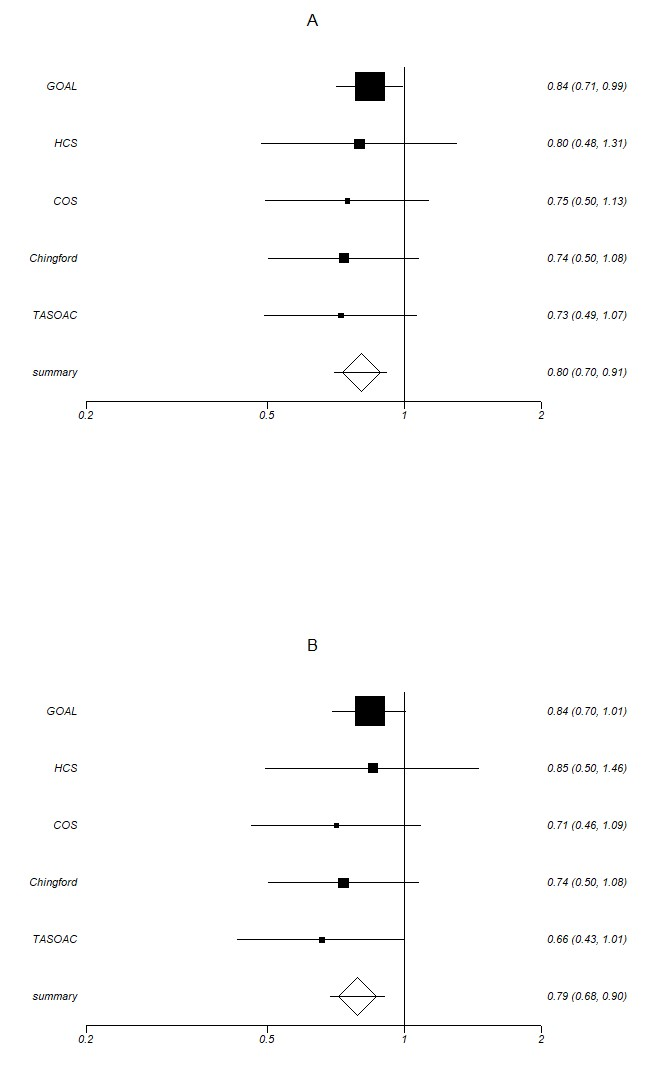 A
GOAL 0.84 (0.71, 0.99)
HCS 0.80 (0.48, 1.31)
COS 0.75 (0.50, 1.13)
Chingford 0.74 (0.50, 1.08)
TASOAC 0.73 (0.49, 1.07)
summary 0.80 (0.70, 0.91)
0.2 0.5 1 2
B
GOAL 0.84 (0.70, 1.01)
HCS 0.85 (0.50, 1.46)
COS 0.71 (0.46, 1.09)
Chingford 0.74 (0.50, 1.08)
TASOAC 0.66 (0.43, 1.01)
summary 0.79 (0.68, 0.90)
0.2 0.5 1 2